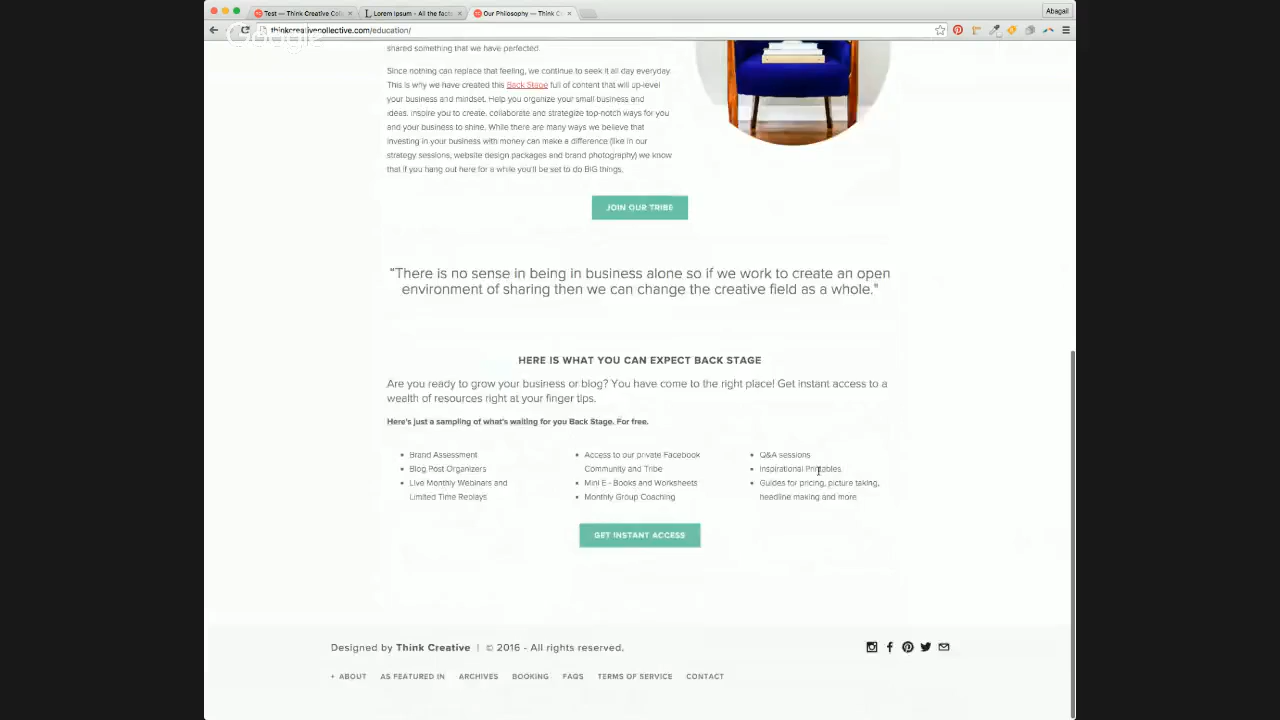 Test — Think Creative Coll
Lorem Ipsum - All the facts
Our Philosophy — Think C
Abagail
thinkcreativecollective.com/education/
Google
shared something that we have perfected.
Since nothing can replace that feeling, we continue to seek it all day everyday.
This is why we have created this Back Stage full of content that will up-level
your business and mindset. Help you organize your small business and
ideas. Inspire you to create, collaborate and strategize top-notch ways for you
and your business to shine. While there are many ways we believe that
investing in your business with money can make a difference (like in our
strategy sessions, website design packages and brand photography) we know
that if you hang out here for a while you'll be set to do BIG things.
JOIN OUR TRIBE
"There is no sense in being in business alone so if we work to create an open
environment of sharing then we can change the creative field as a whole."
HERE IS WHAT YOU CAN EXPECT BACK STAGE
Are you ready to grow your business or blog? You have come to the right place! Get instant access to a
wealth of resources right at your finger tips.
Here's just a sampling of what's waiting for you Back Stage. For free.
• Brand Assessment
• Blog Post Organizers
• Live Monthly Webinars and
Limited Time Replays
• Access to our private Facebook
Community and Tribe
• Mini E - Books and Worksheets
• Monthly Group Coaching
• Q&A sessions
• Inspirational Printables
• Guides for pricing, picture taking,
headline making and more
GET INSTANT ACCESS
Designed by Think Creative | © 2016 - All rights reserved.
+ ABOUT AS FEATURED IN ARCHIVES BOOKING FAQS TERMS OF SERVICE CONTACT